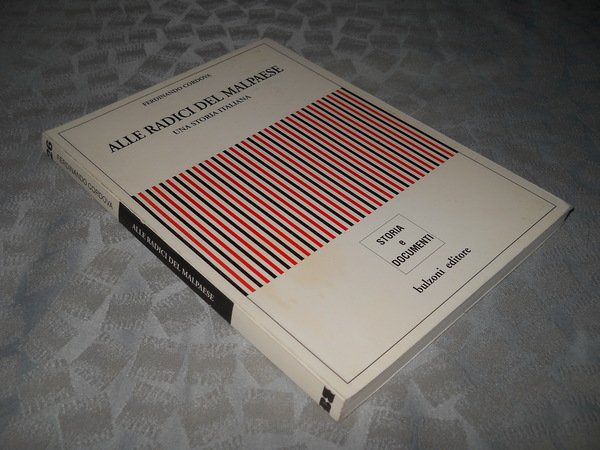 FERDINANDO CORDOVA
ALLE RADICI DEL MALPAESE
UNA STORIA ITALIANA
STORIA
e
DOCUMENTI
bulzoni editore
26
FERDINANDO CORDOVA
ALLE RADICI DEL MALPAESE